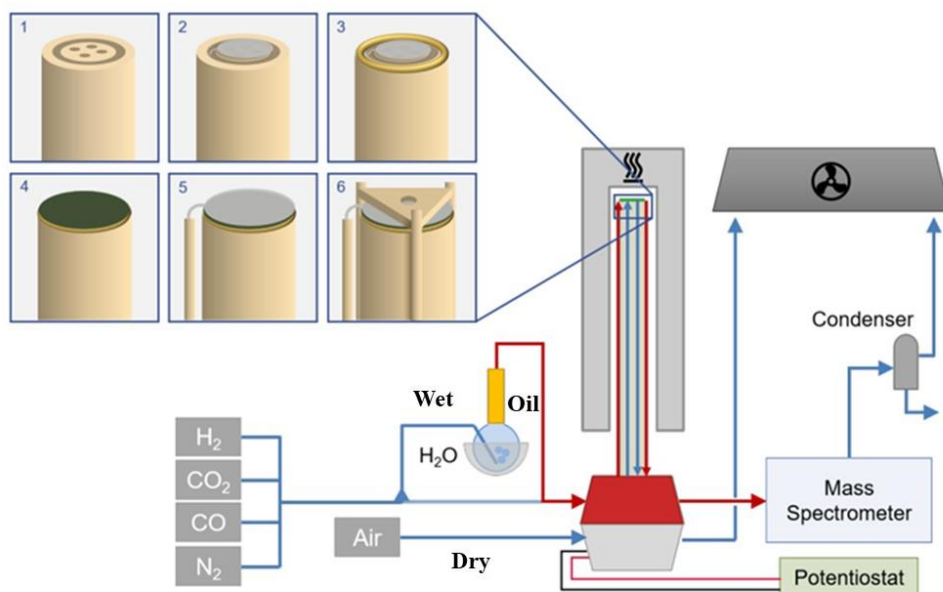 1
2
3
4
5
6
Condenser
Wet
Oil
H₂O
H₂
CO₂
CO
N₂
Air
Dry
Mass
Spectrometer
Potentiostat